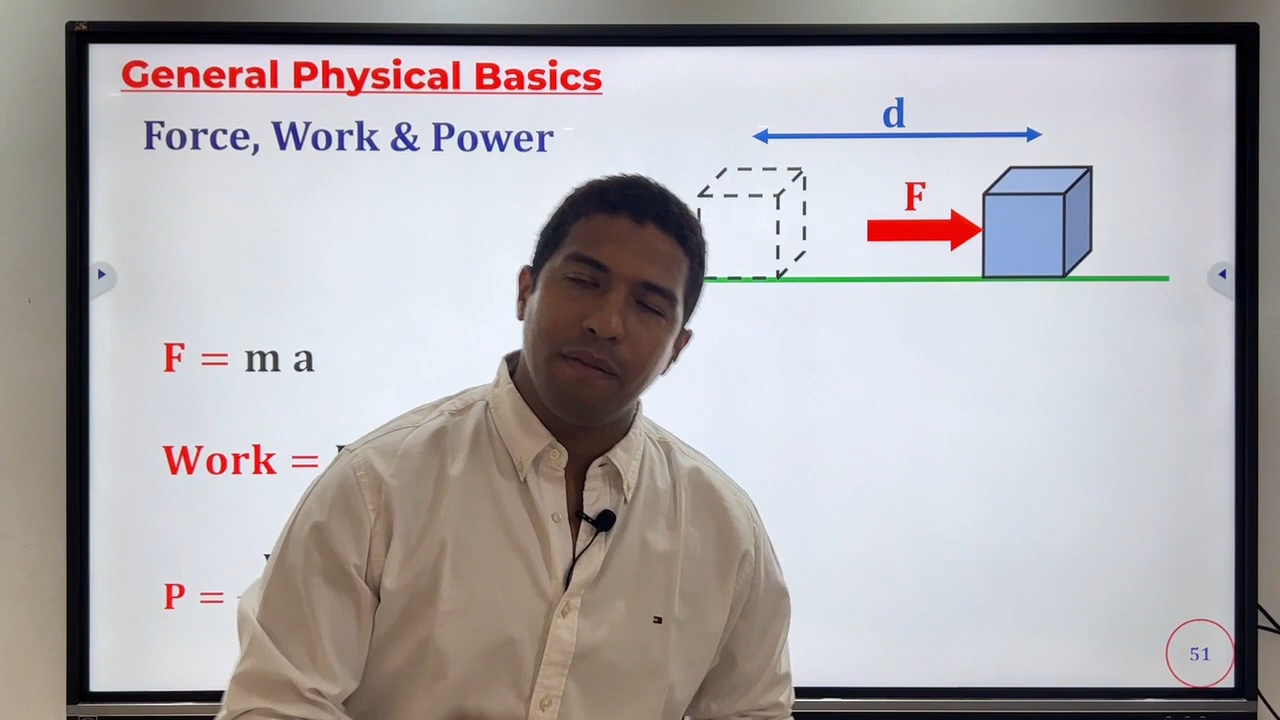 General Physical Basics
Force, Work & Power
d
F
F = m a
Work =
P =
51